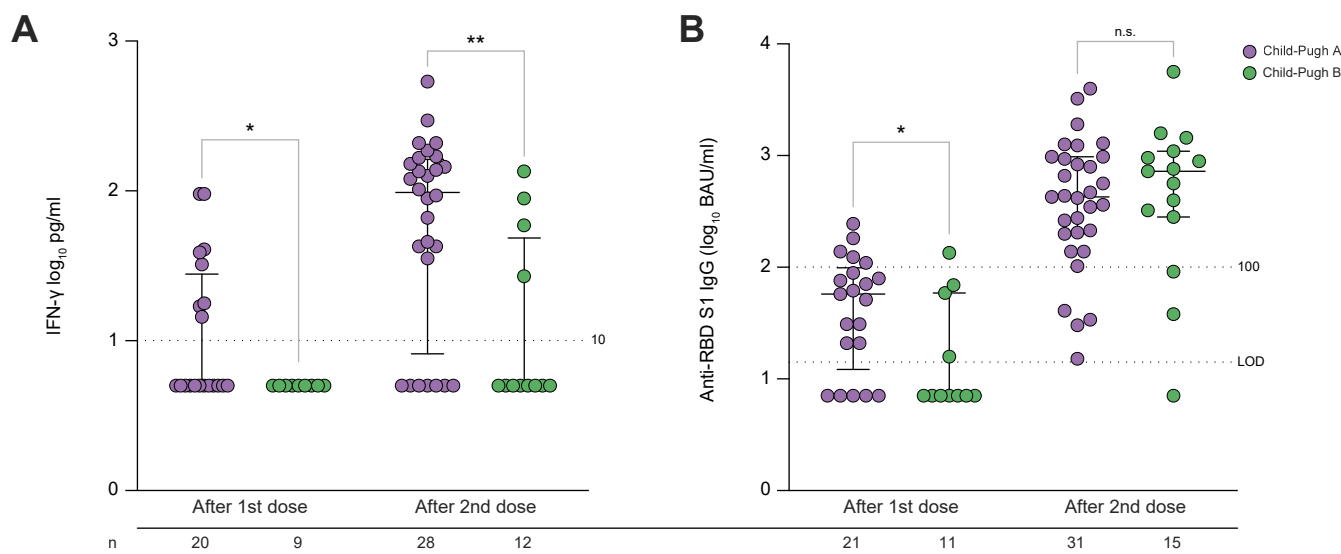 A
3
2
1
0
IFN-γ log₁₀ pg/ml
*
**
10
After 1st dose
After 2nd dose
B
4
3
2
1
0
Anti-RBD S1 IgG (log₁₀ BAU/ml)
*
n.s.
100
LOD
After 1st dose
After 2nd dose
Child-Pugh A
Child-Pugh B
n 20 9 28 12 21 11 31 15